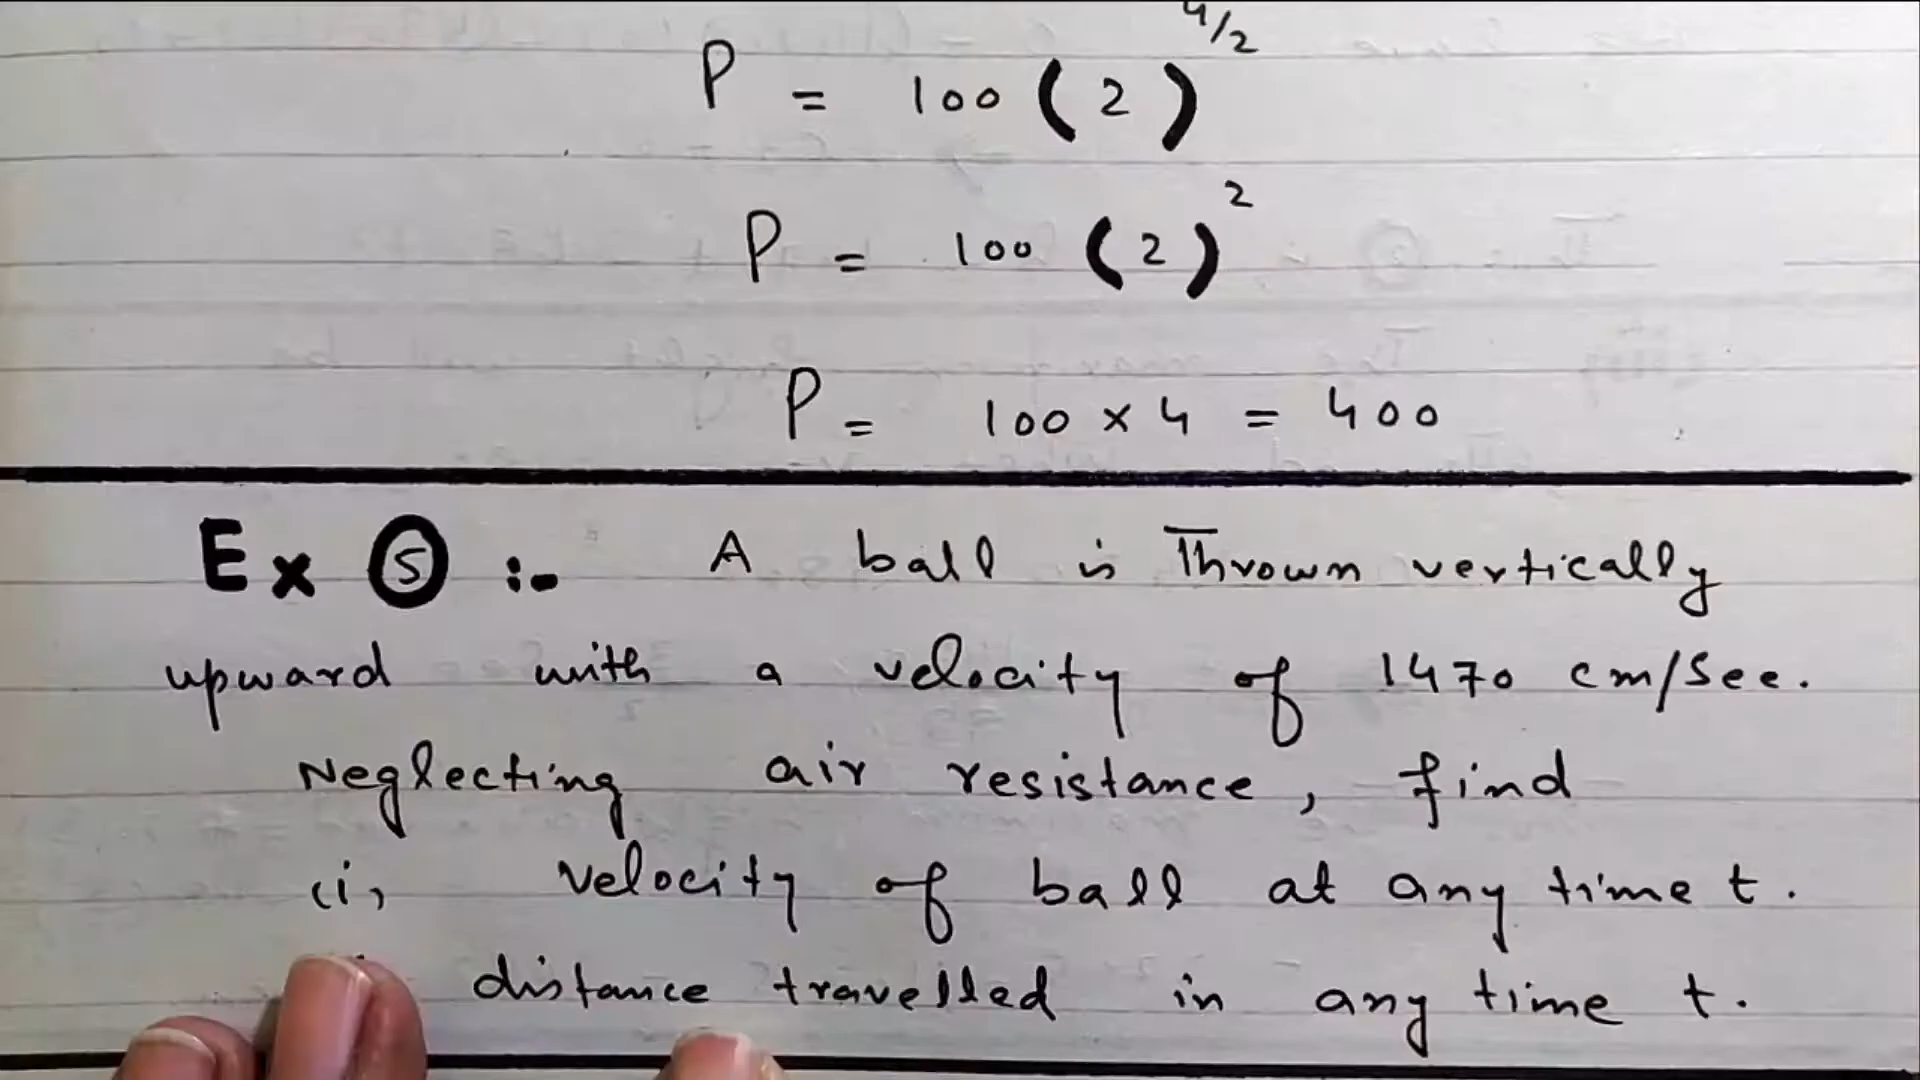 P = 100 (2)^4/2
P = 100 (2)^2
P = 100 × 4 = 400
Ex ⑤ :- A ball is Thrown vertically
upward with a velocity of 1470 cm/sec.
Neglecting air resistance, find
(i) velocity of ball at any time t.
distance travelled in any time t.